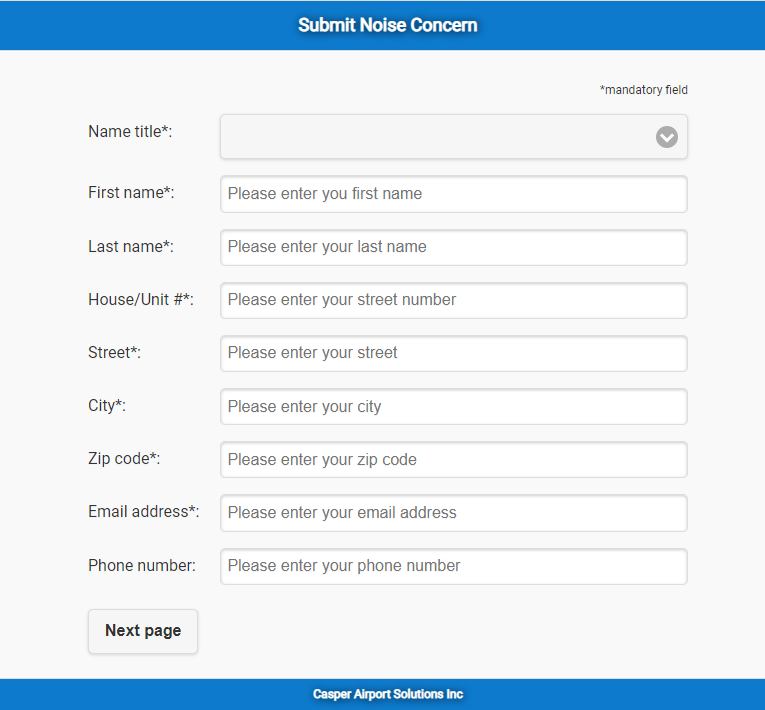 Submit Noise Concern
*mandatory field
Name title*:
First name*: Please enter you first name
Last name*: Please enter your last name
House/Unit #*: Please enter your street number
Street*: Please enter your street
City*: Please enter your city
Zip code*: Please enter your zip code
Email address*: Please enter your email address
Phone number: Please enter your phone number
Next page
Casper Airport Solutions Inc